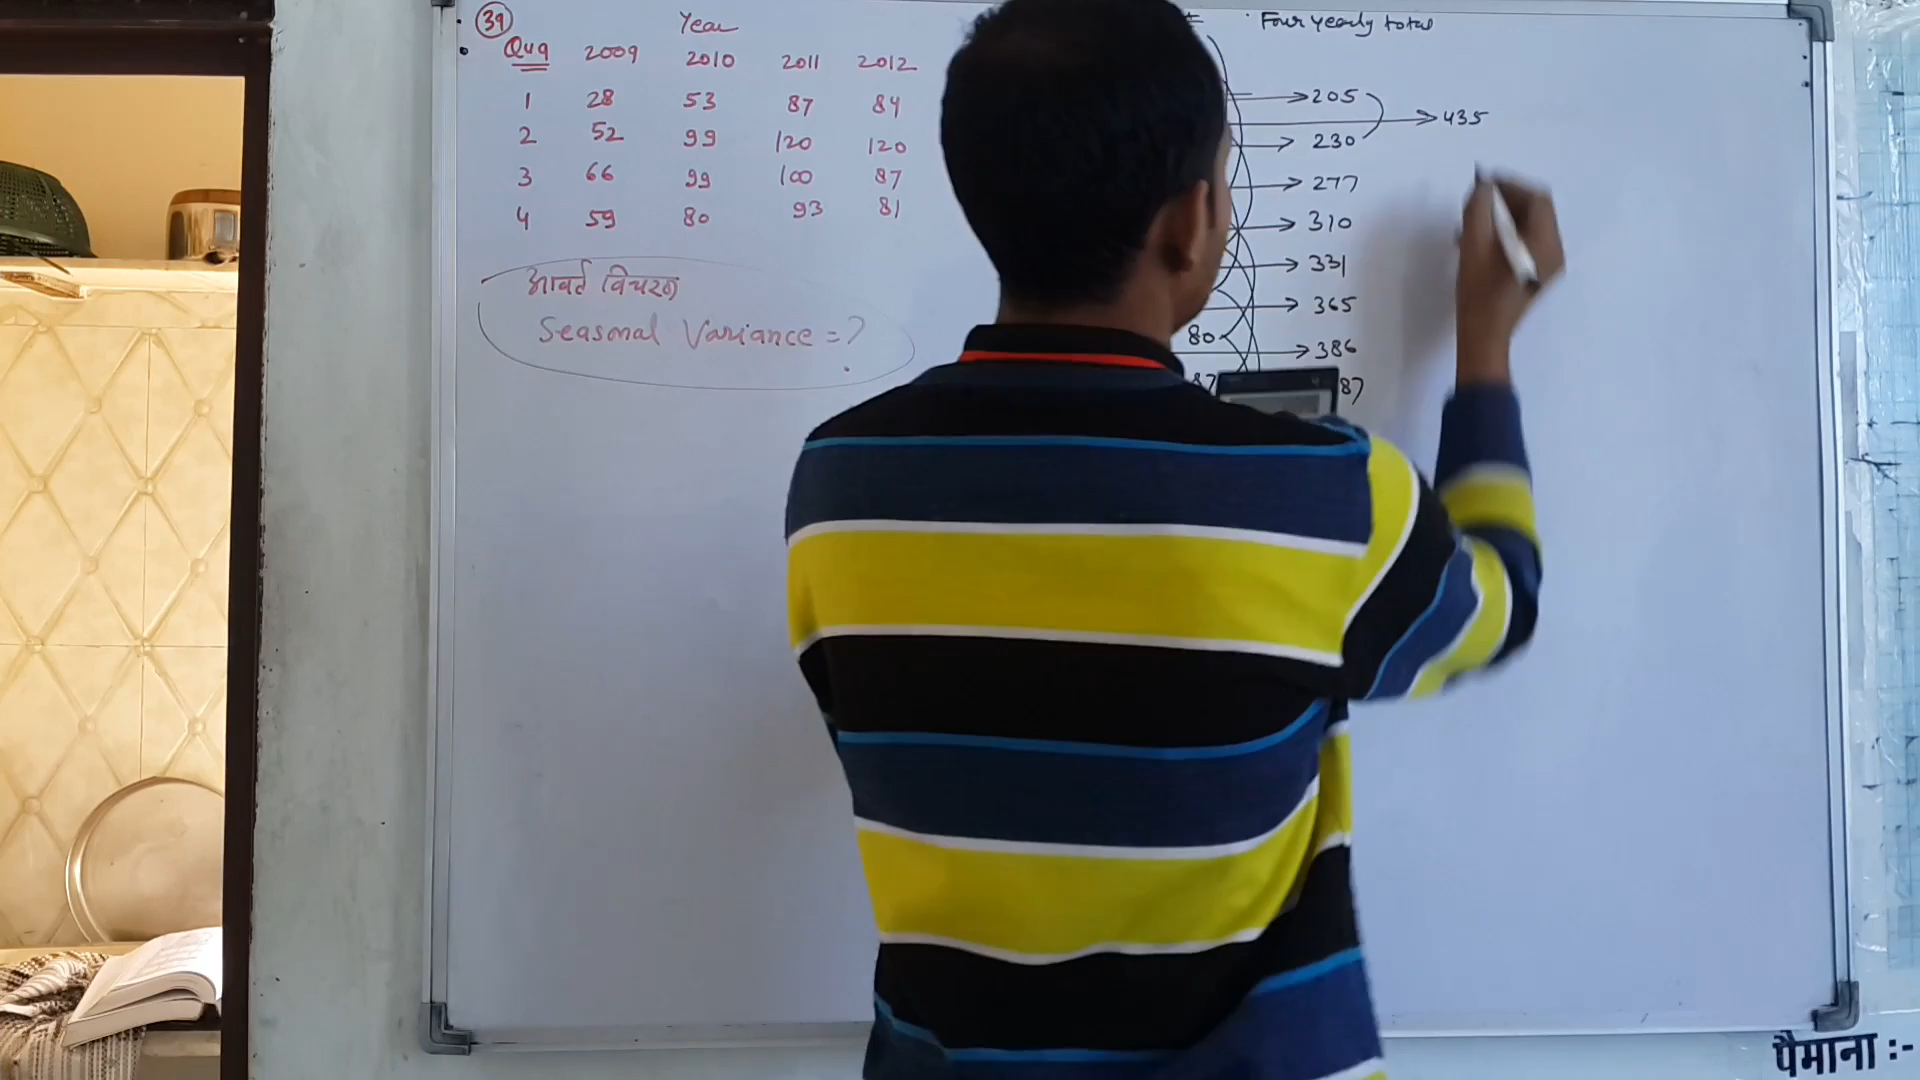 39 Year
Quq 2009 2010 2011 2012
1 28 53 87 84
2 52 99 120 120
3 66 99 100 87
4 59 80 93 81
आवर्त विचरण
Seasonal Variance = ?
Four yearly total
205
435
230
277
310
331
365
80
386
87 87
पैमाना :-